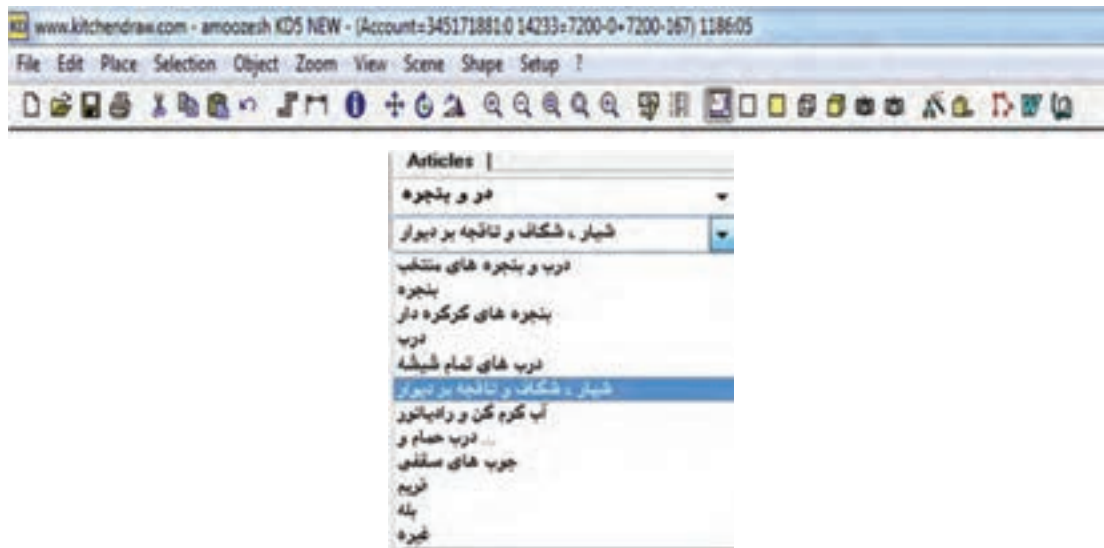 www.kitchendraw.com - amoozesh KD5 NEW - (Account=345171881:0 14233=7200-0+7200-167) 1186:05
File Edit Place Selection Object Zoom View Scene Shape Setup ?
Articles
در و پنجره
شیار ، شکاف و تاقچه بر دیوار
درب و پنجره های منتخب
پنجره
پنجره های کرکره دار
درب
درب های تمام شیشه
شیار ، شکاف و تاقچه بر دیوار
آب گرم کن و رادیاتور
درب حمام و ...
چوب های سقفی
فریم
پله
غیره